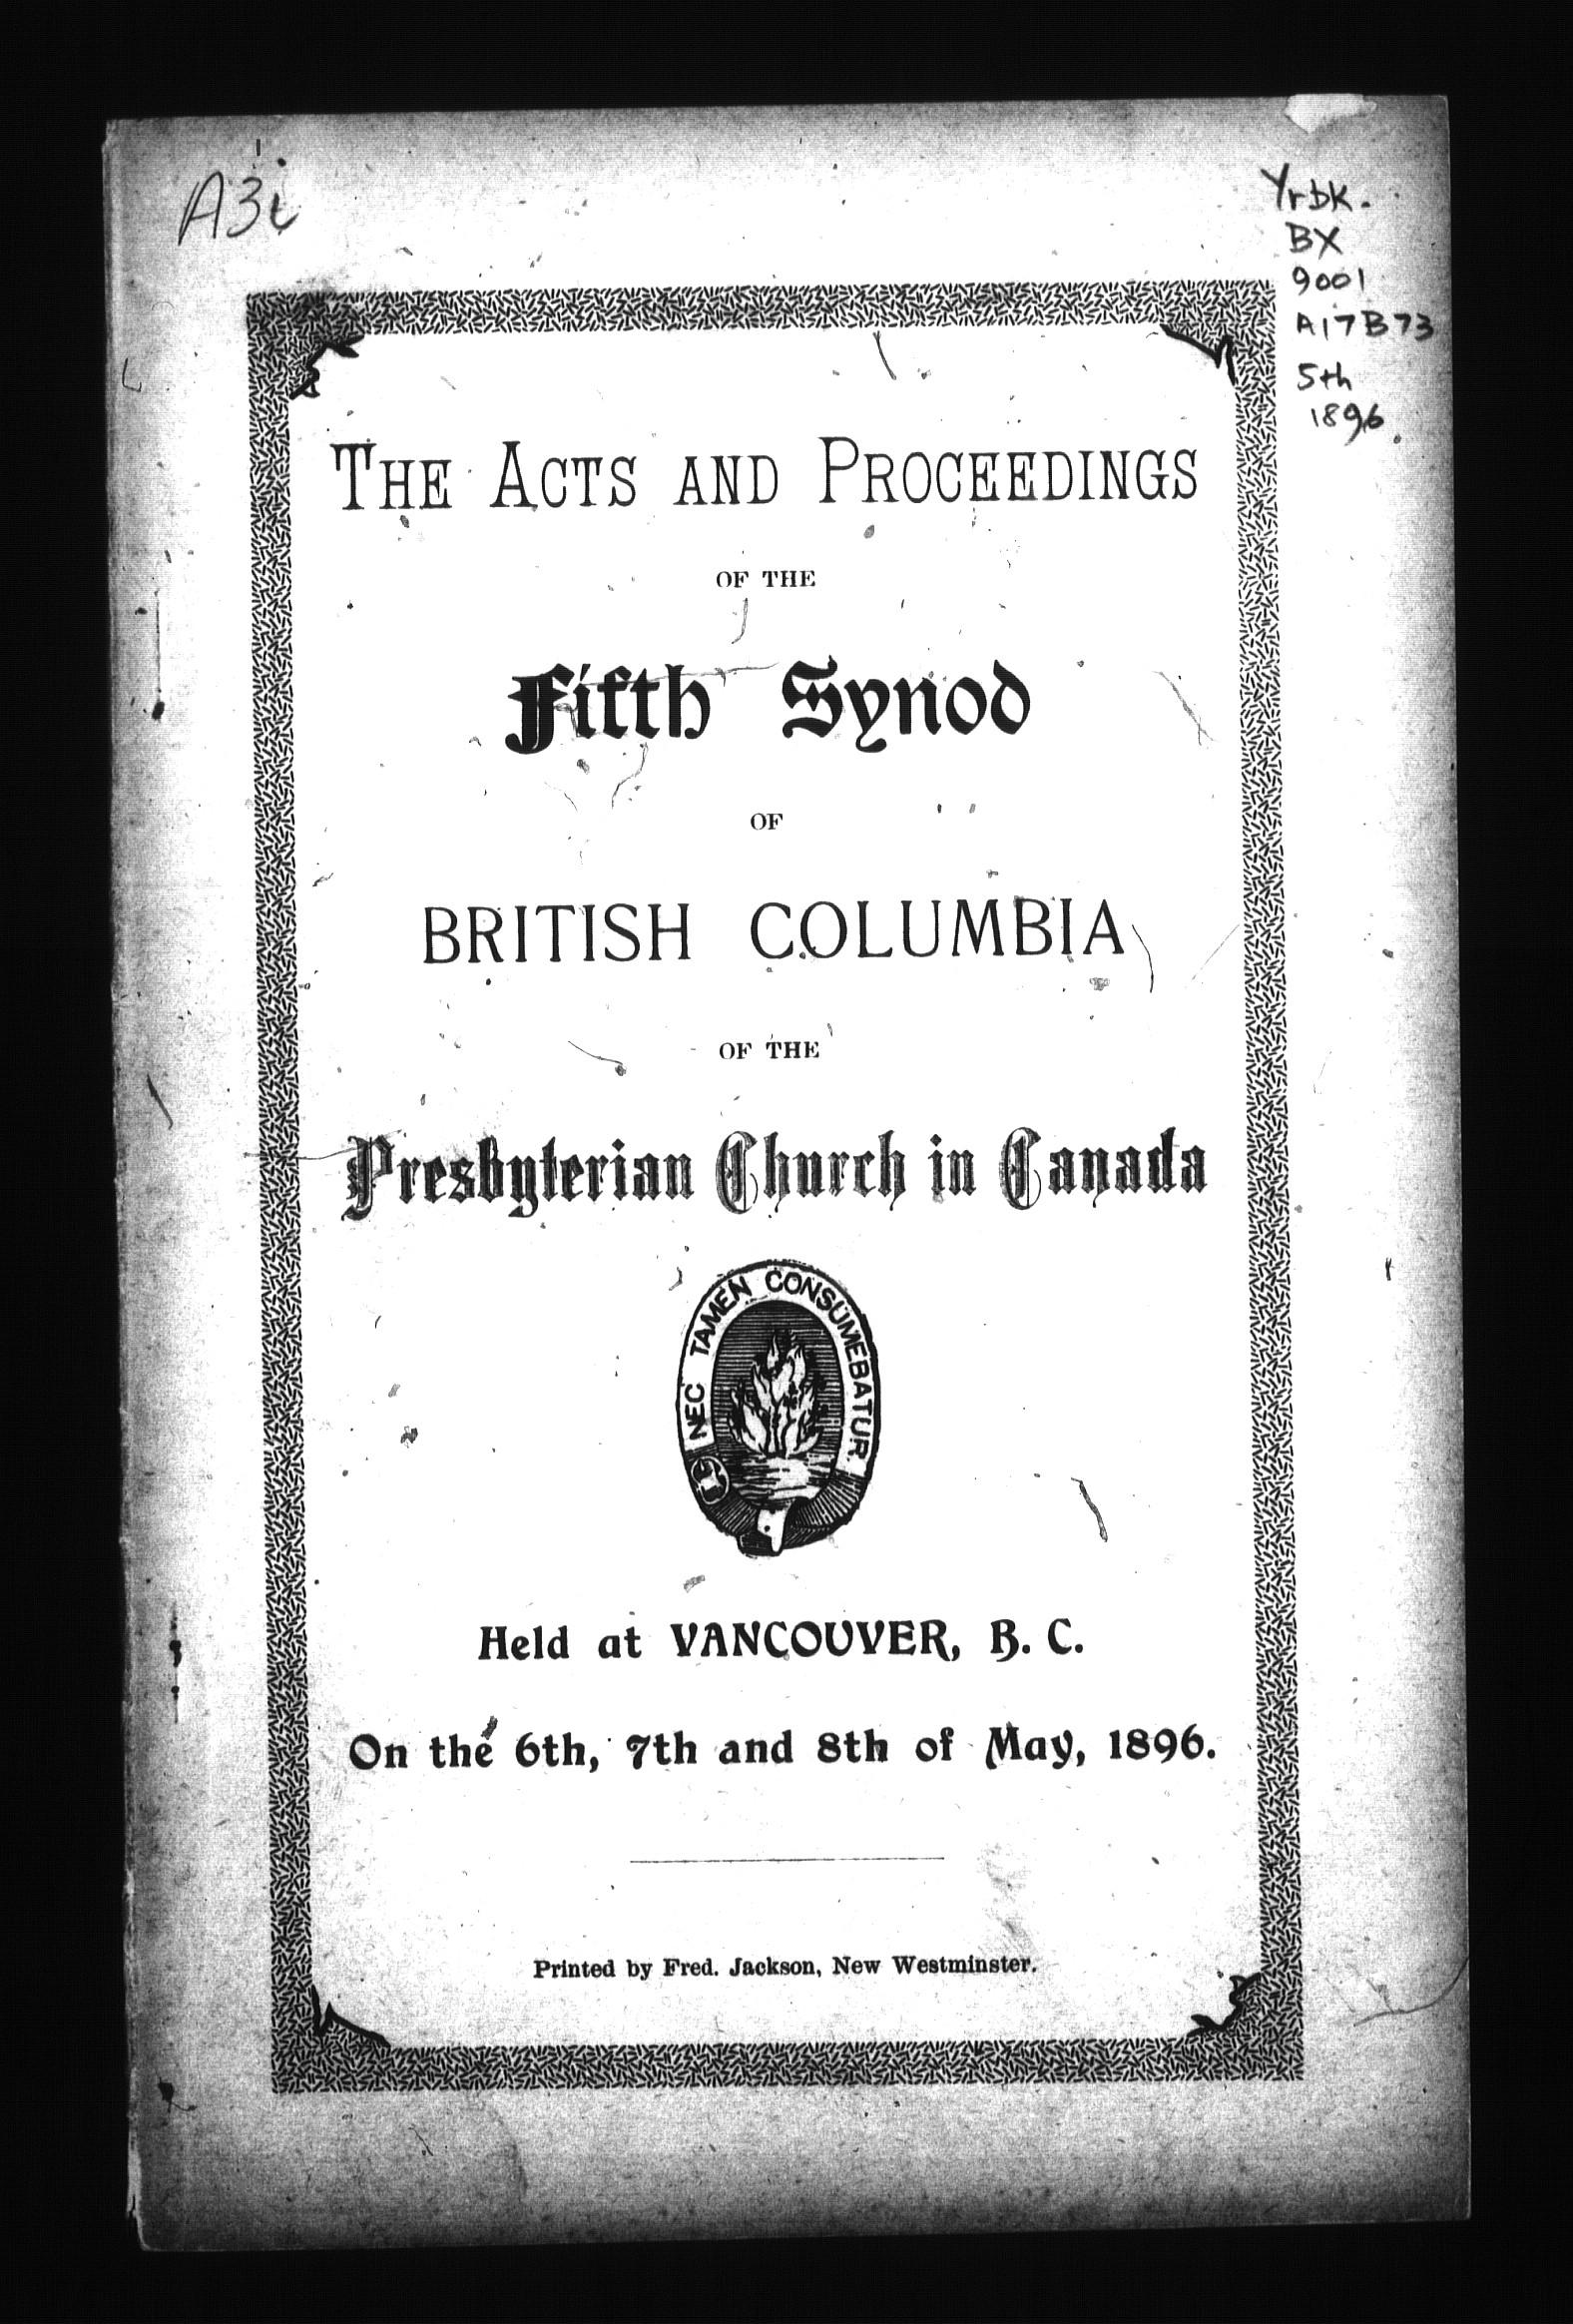 A3i
Yrbk.
BX
9001
A17B73
5th
1896
THE ACTS AND PROCEEDINGS
OF THE
Fifth Synod
OF
BRITISH COLUMBIA
OF THE
Presbyterian Church in Canada
NEC TAMEN CONSUMEBATUR
Held at VANCOUVER, B. C.
On the 6th, 7th and 8th of May, 1896.
Printed by Fred. Jackson, New Westminster.